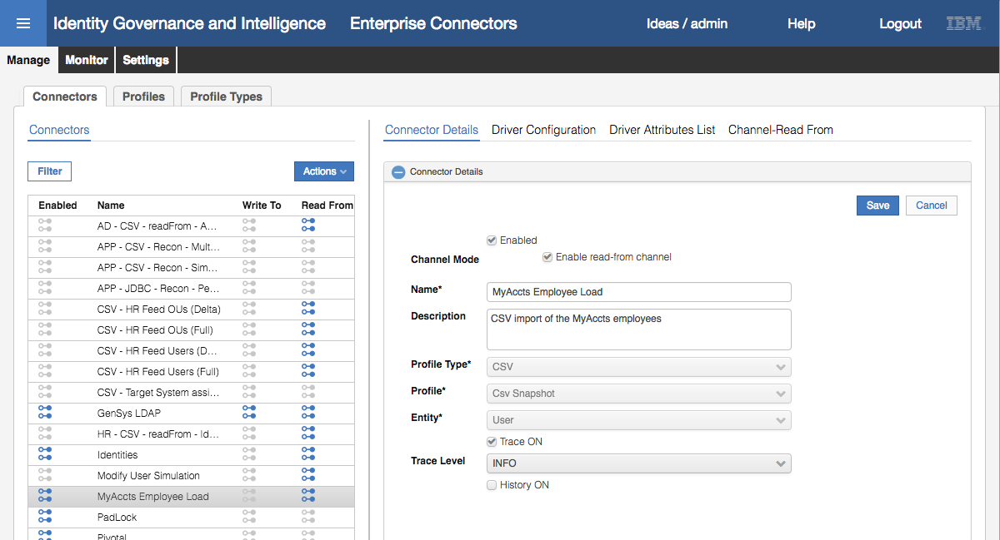 Identity Governance and Intelligence Enterprise Connectors Ideas / admin Help Logout IBM
Manage Monitor Settings
Connectors Profiles Profile Types
Connectors
Filter Actions
Enabled Name Write To Read From
AD - CSV - readFrom - A...
APP - CSV - Recon - Mult...
APP - CSV - Recon - Sim...
APP - JDBC - Recon - Pe...
CSV - HR Feed OUs (Delta)
CSV - HR Feed OUs (Full)
CSV - HR Feed Users (D...
CSV - HR Feed Users (Full)
CSV - Target System assi...
GenSys LDAP
HR - CSV - readFrom - Id...
Identities
Modify User Simulation
MyAccts Employee Load
PadLock
Pivotal
Connector Details Driver Configuration Driver Attributes List Channel-Read From
Connector Details
Save Cancel
Enabled
Channel Mode Enable read-from channel
Name* MyAccts Employee Load
Description CSV import of the MyAccts employees
Profile Type* CSV
Profile* Csv Snapshot
Entity* User
Trace ON
Trace Level INFO
History ON